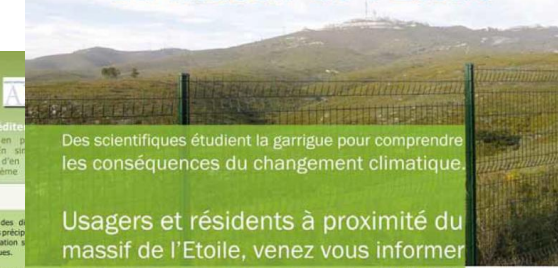 Des scientifiques étudient la garrigue pour comprendre
les conséquences du changement climatique.
Usagers et résidents à proximité du
massif de l'Etoile, venez vous informer